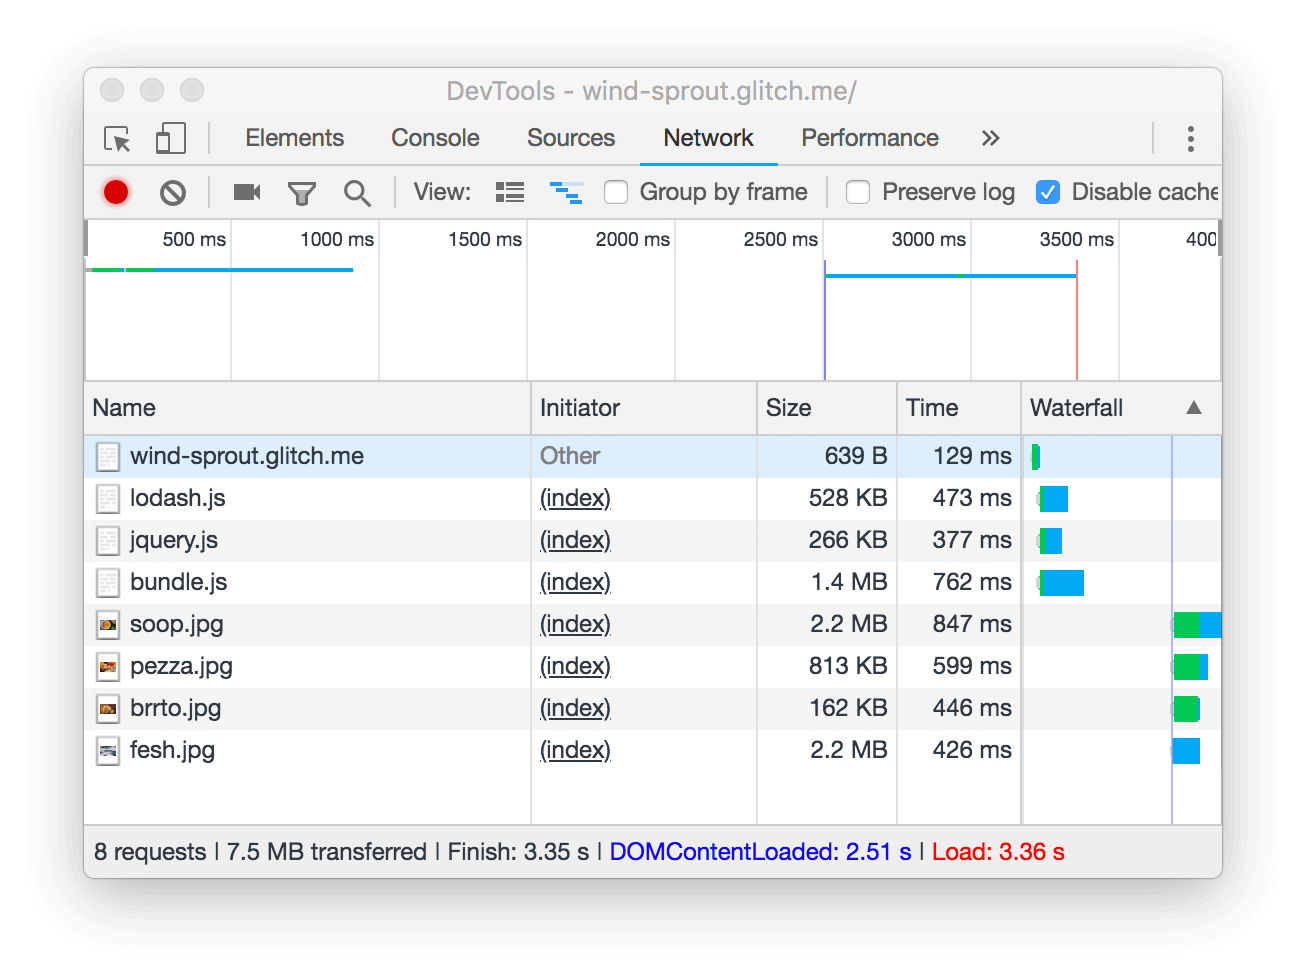 DevTools - wind-sprout.glitch.me/
Elements Console Sources Network Performance »
View: Group by frame Preserve log Disable cache
500 ms 1000 ms 1500 ms 2000 ms 2500 ms 3000 ms 3500 ms 400
Name Initiator Size Time Waterfall ▲
wind-sprout.glitch.me Other 639 B 129 ms
lodash.js (index) 528 KB 473 ms
jquery.js (index) 266 KB 377 ms
bundle.js (index) 1.4 MB 762 ms
soop.jpg (index) 2.2 MB 847 ms
pezza.jpg (index) 813 KB 599 ms
brrto.jpg (index) 162 KB 446 ms
fesh.jpg (index) 2.2 MB 426 ms
8 requests | 7.5 MB transferred | Finish: 3.35 s | DOMContentLoaded: 2.51 s | Load: 3.36 s